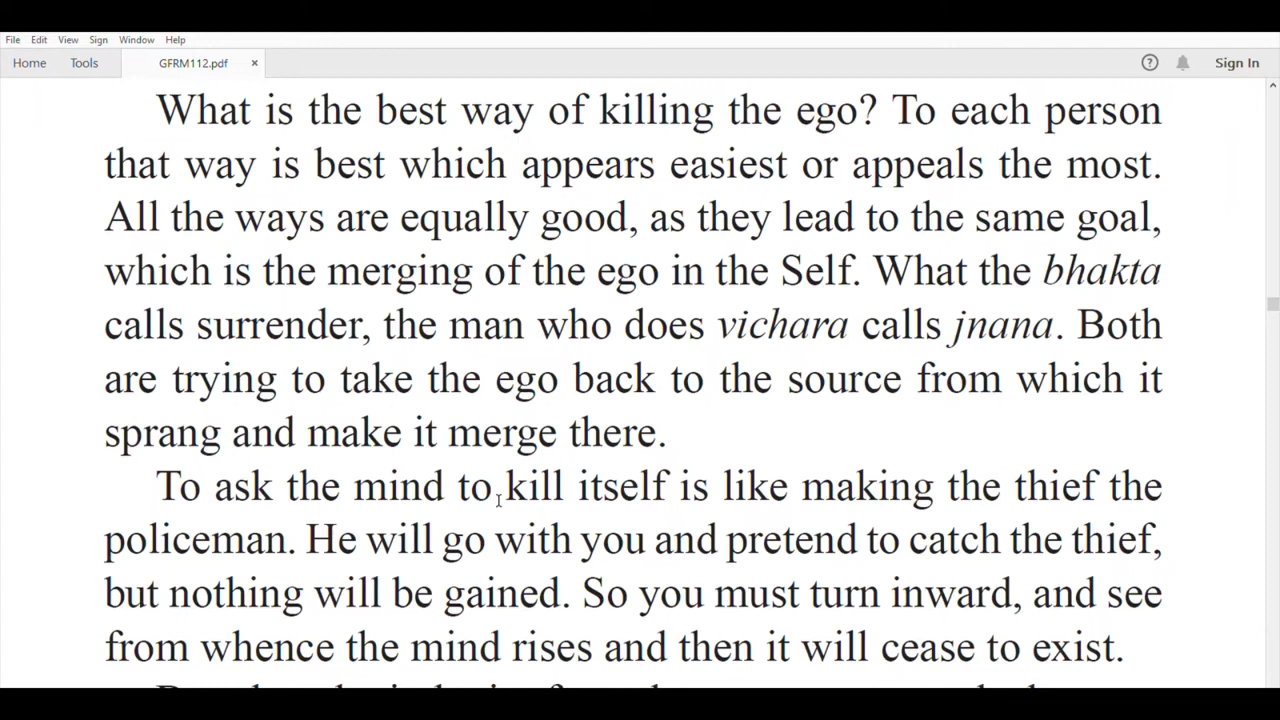 File Edit View Sign Window Help
Home Tools GFRM112.pdf × ? Sign In
What is the best way of killing the ego? To each person
that way is best which appears easiest or appeals the most.
All the ways are equally good, as they lead to the same goal,
which is the merging of the ego in the Self. What the bhakta
calls surrender, the man who does vichara calls jnana. Both
are trying to take the ego back to the source from which it
sprang and make it merge there.
To ask the mind to kill itself is like making the thief the
policeman. He will go with you and pretend to catch the thief,
but nothing will be gained. So you must turn inward, and see
from whence the mind rises and then it will cease to exist.